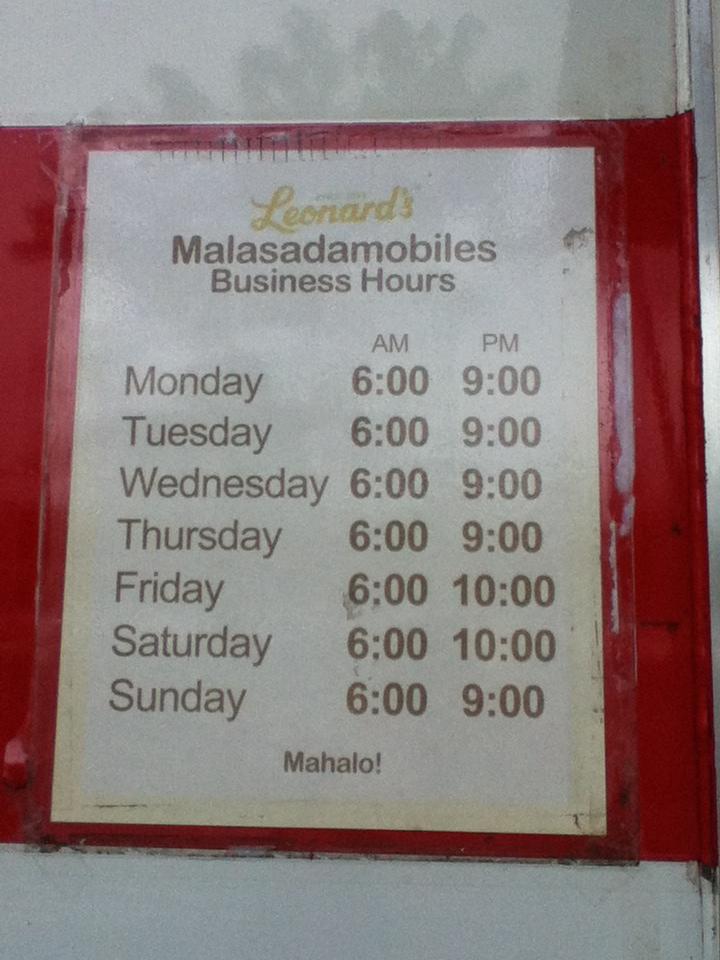 Leonard's
Malasadamobiles
Business Hours
AM PM
Monday 6:00 9:00
Tuesday 6:00 9:00
Wednesday 6:00 9:00
Thursday 6:00 9:00
Friday 6:00 10:00
Saturday 6:00 10:00
Sunday 6:00 9:00
Mahalo!